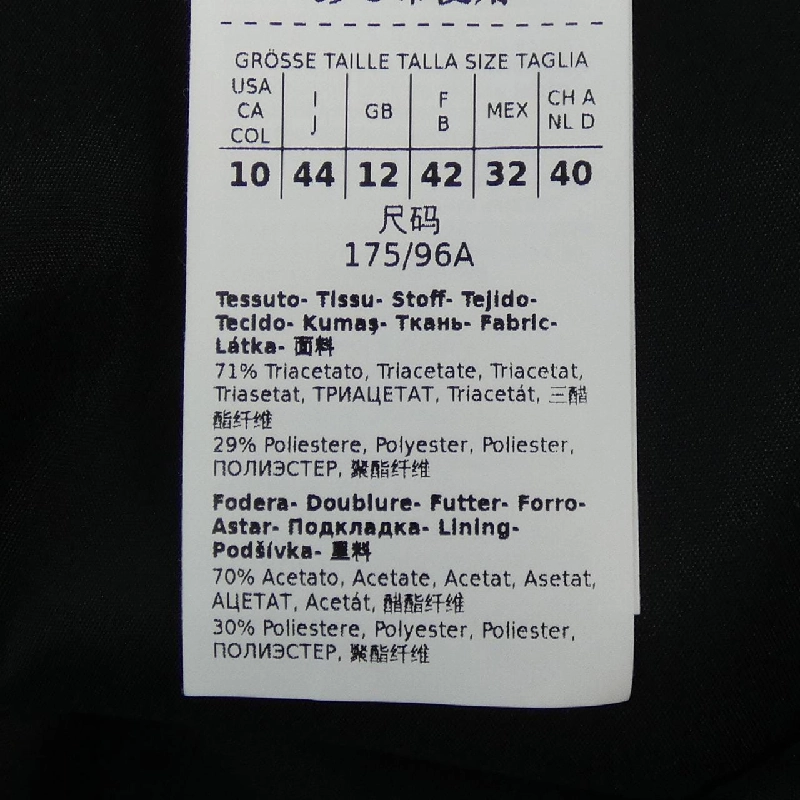 GRÖSSE TAILLE TALLA SIZE TAGLIA
USA CA COL | I J | GB | F B | MEX | CH A NL D
10 | 44 | 12 | 42 | 32 | 40
尺码
175/96A
Tessuto- Tissu- Stoff- Tejido-
Tecido- Kumaş- Ткань- Fabric-
Látka- 面料
71% Triacetato, Triacetate, Triacetat,
Triasetat, ТРИАЦЕТАТ, Triacetát, 三醋
酯纤维
29% Poliestere, Polyester, Poliester,
ПОЛИЭСТЕР, 聚酯纤维
Fodera- Doublure- Futter- Forro-
Astar- Подкладка- Lining-
Podšívka- 里料
70% Acetato, Acetate, Acetat, Asetat,
АЦЕТАТ, Acetát, 醋酯纤维
30% Poliestere, Polyester, Poliester,
ПОЛИЭСТЕР, 聚酯纤维